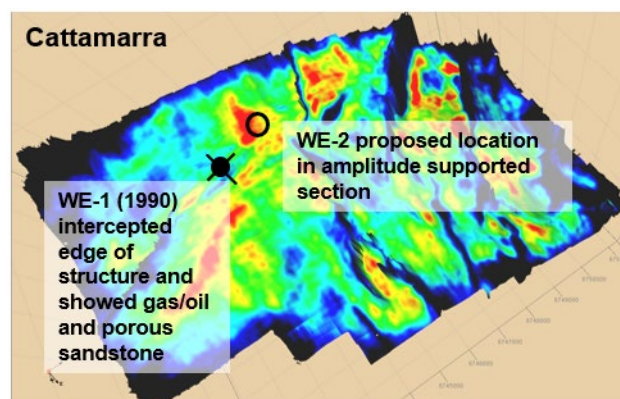 Cattamarra
WE-2 proposed location
in amplitude supported
section
WE-1 (1990)
intercepted
edge of
structure and
showed gas/oil
and porous
sandstone